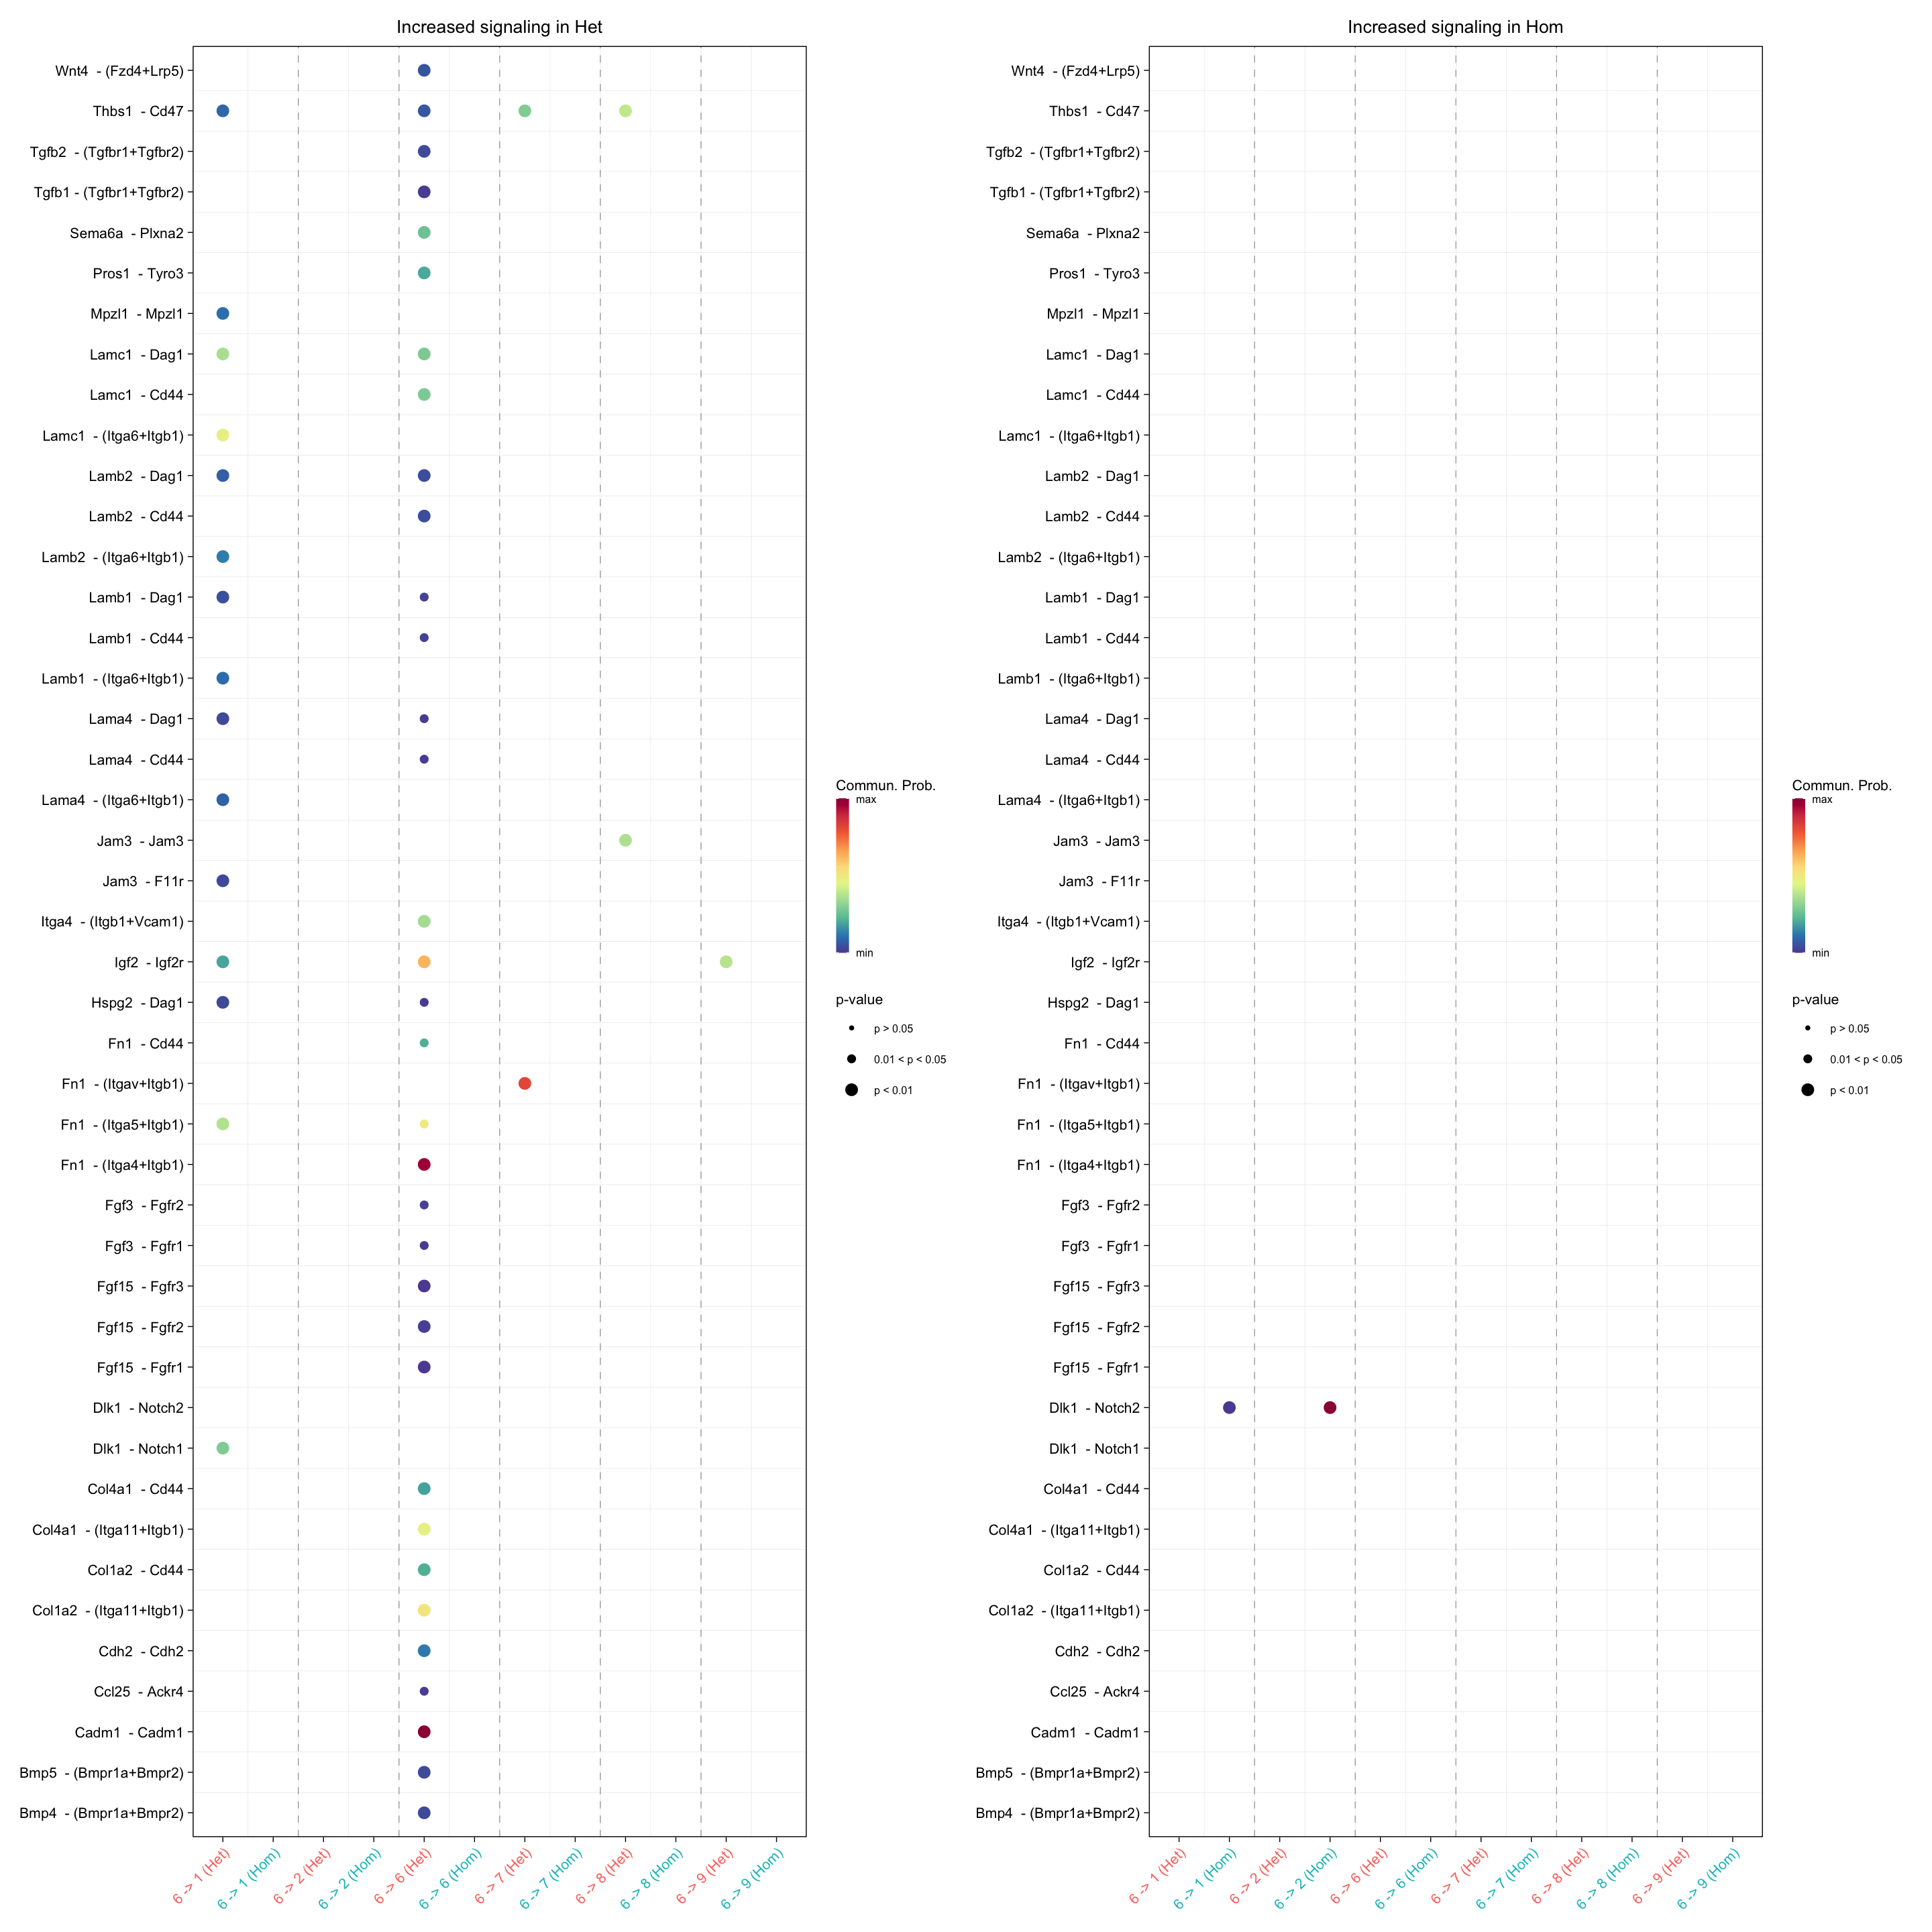 Increased signaling in Het
Wnt4 - (Fzd4+Lrp5)
Thbs1 - Cd47
Tgfb2 - (Tgfbr1+Tgfbr2)
Tgfb1 - (Tgfbr1+Tgfbr2)
Sema6a - Plxna2
Pros1 - Tyro3
Mpzl1 - Mpzl1
Lamc1 - Dag1
Lamc1 - Cd44
Lamc1 - (Itga6+Itgb1)
Lamb2 - Dag1
Lamb2 - Cd44
Lamb2 - (Itga6+Itgb1)
Lamb1 - Dag1
Lamb1 - Cd44
Lamb1 - (Itga6+Itgb1)
Lama4 - Dag1
Lama4 - Cd44
Lama4 - (Itga6+Itgb1)
Jam3 - Jam3
Jam3 - F11r
Itga4 - (Itgb1+Vcam1)
Igf2 - Igf2r
Hspg2 - Dag1
Fn1 - Cd44
Fn1 - (Itgav+Itgb1)
Fn1 - (Itga5+Itgb1)
Fn1 - (Itga4+Itgb1)
Fgf3 - Fgfr2
Fgf3 - Fgfr1
Fgf15 - Fgfr3
Fgf15 - Fgfr2
Fgf15 - Fgfr1
Dlk1 - Notch2
Dlk1 - Notch1
Col4a1 - Cd44
Col4a1 - (Itga11+Itgb1)
Col1a2 - Cd44
Col1a2 - (Itga11+Itgb1)
Cdh2 - Cdh2
Ccl25 - Ackr4
Cadm1 - Cadm1
Bmp5 - (Bmpr1a+Bmpr2)
Bmp4 - (Bmpr1a+Bmpr2)
6 -> 1 (Het)
6 -> 1 (Hom)
6 -> 2 (Het)
6 -> 2 (Hom)
6 -> 6 (Het)
6 -> 6 (Hom)
6 -> 7 (Het)
6 -> 7 (Hom)
6 -> 8 (Het)
6 -> 8 (Hom)
6 -> 9 (Het)
6 -> 9 (Hom)
Commun. Prob.
max
min
p-value
p > 0.05
0.01 < p < 0.05
p < 0.01
Increased signaling in Hom
Wnt4 - (Fzd4+Lrp5)
Thbs1 - Cd47
Tgfb2 - (Tgfbr1+Tgfbr2)
Tgfb1 - (Tgfbr1+Tgfbr2)
Sema6a - Plxna2
Pros1 - Tyro3
Mpzl1 - Mpzl1
Lamc1 - Dag1
Lamc1 - Cd44
Lamc1 - (Itga6+Itgb1)
Lamb2 - Dag1
Lamb2 - Cd44
Lamb2 - (Itga6+Itgb1)
Lamb1 - Dag1
Lamb1 - Cd44
Lamb1 - (Itga6+Itgb1)
Lama4 - Dag1
Lama4 - Cd44
Lama4 - (Itga6+Itgb1)
Jam3 - Jam3
Jam3 - F11r
Itga4 - (Itgb1+Vcam1)
Igf2 - Igf2r
Hspg2 - Dag1
Fn1 - Cd44
Fn1 - (Itgav+Itgb1)
Fn1 - (Itga5+Itgb1)
Fn1 - (Itga4+Itgb1)
Fgf3 - Fgfr2
Fgf3 - Fgfr1
Fgf15 - Fgfr3
Fgf15 - Fgfr2
Fgf15 - Fgfr1
Dlk1 - Notch2
Dlk1 - Notch1
Col4a1 - Cd44
Col4a1 - (Itga11+Itgb1)
Col1a2 - Cd44
Col1a2 - (Itga11+Itgb1)
Cdh2 - Cdh2
Ccl25 - Ackr4
Cadm1 - Cadm1
Bmp5 - (Bmpr1a+Bmpr2)
Bmp4 - (Bmpr1a+Bmpr2)
6 -> 1 (Het)
6 -> 1 (Hom)
6 -> 2 (Het)
6 -> 2 (Hom)
6 -> 6 (Het)
6 -> 6 (Hom)
6 -> 7 (Het)
6 -> 7 (Hom)
6 -> 8 (Het)
6 -> 8 (Hom)
6 -> 9 (Het)
6 -> 9 (Hom)
Commun. Prob.
max
min
p-value
p > 0.05
0.01 < p < 0.05
p < 0.01